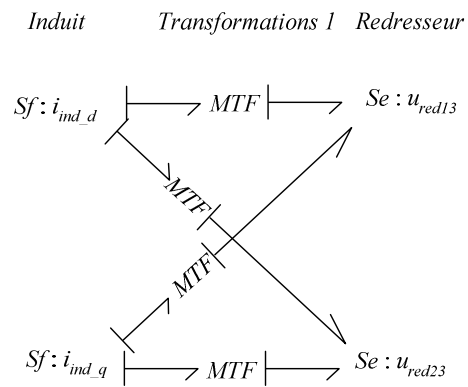 Induit Transformations 1 Redresseur
Sf : i_ind_d MTF Se : u_red13
MTF
MTF
Sf : i_ind_q MTF Se : u_red23